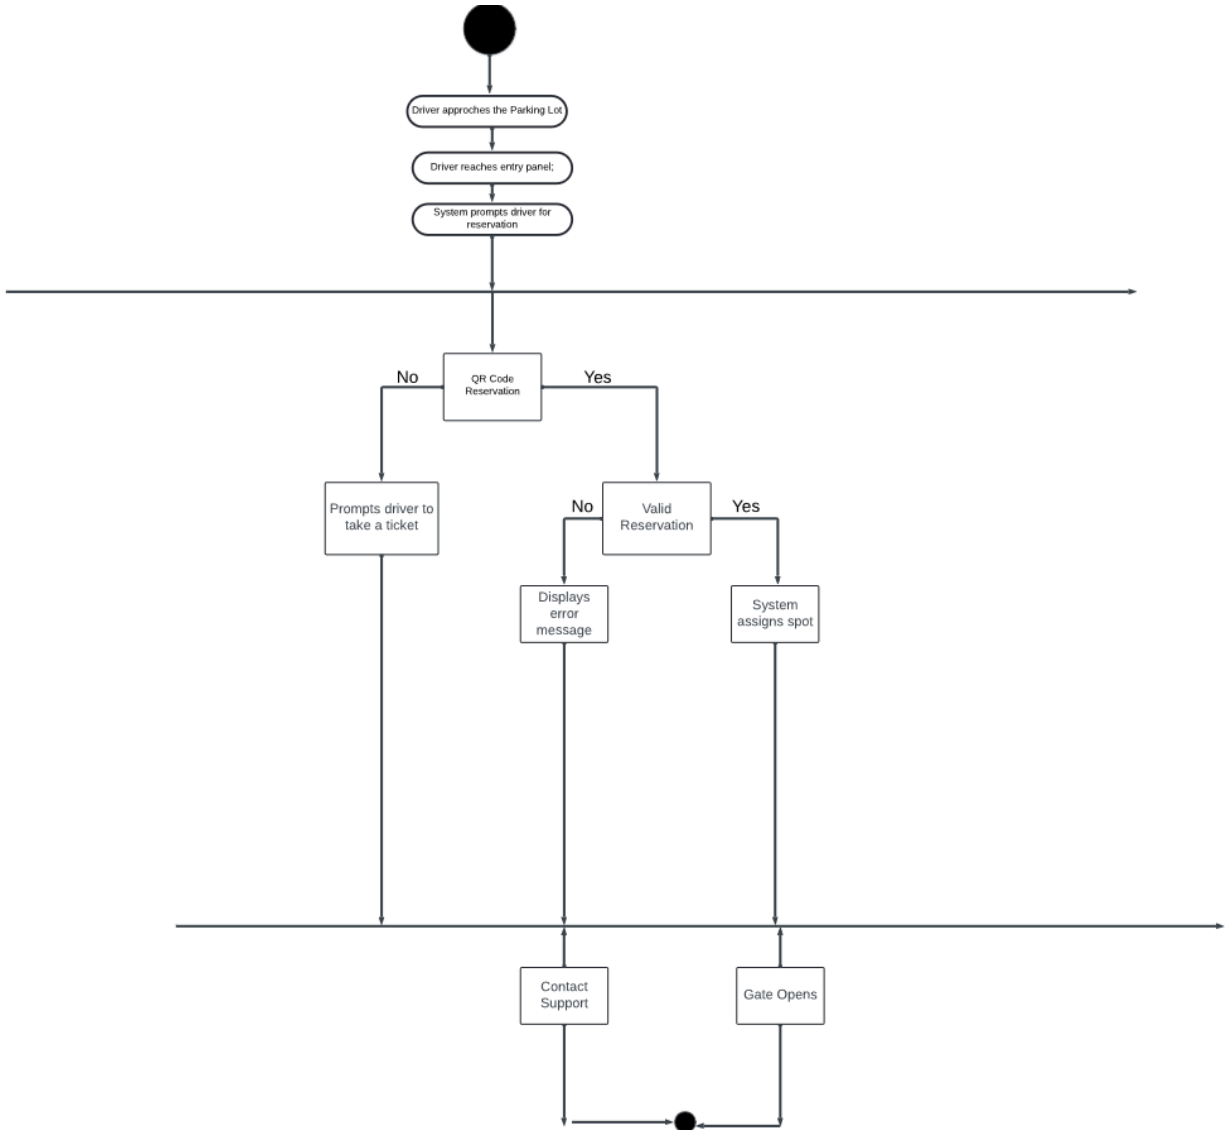 Driver approches the Parking Lot
Driver reaches entry panel;
System prompts driver for
reservation
No
QR Code
Reservation
Yes
Prompts driver to
take a ticket
No
Valid
Reservation
Yes
Displays
error
message
System
assigns spot
Contact
Support
Gate Opens